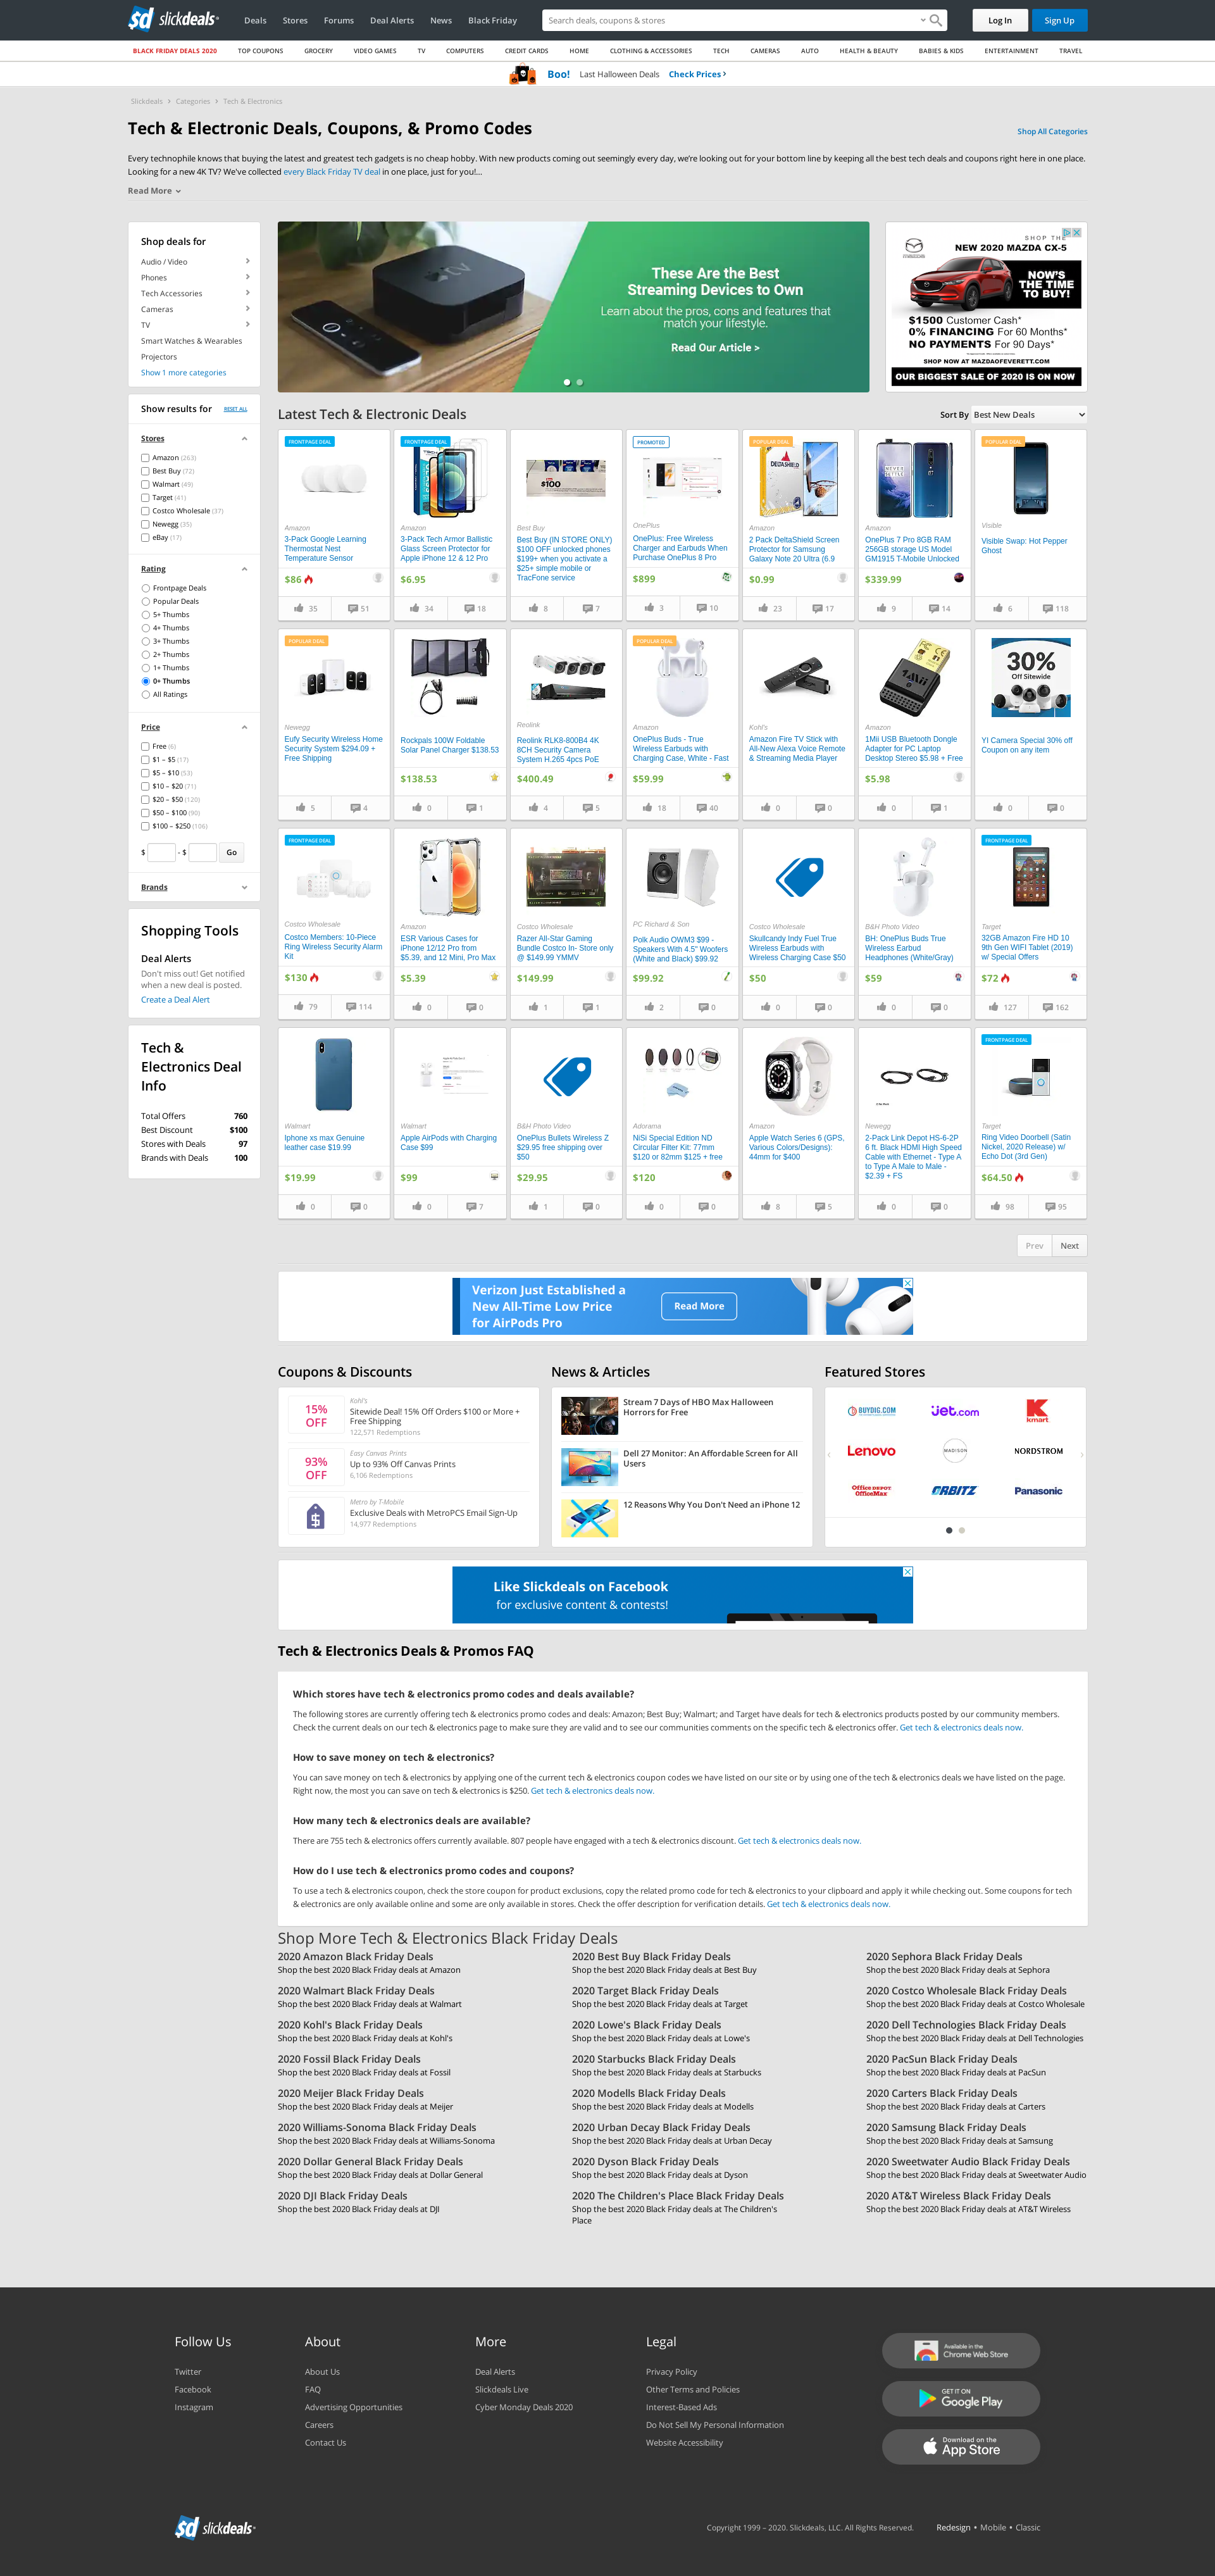 slickdeals
Deals
Stores
Forums
Deal Alerts
News
Black Friday
Search deals, coupons & stores
Log In
Sign Up
BLACK FRIDAY DEALS 2020
TOP COUPONS
GROCERY
VIDEO GAMES
TV
COMPUTERS
CREDIT CARDS
HOME
CLOTHING & ACCESSORIES
TECH
CAMERAS
AUTO
HEALTH & BEAUTY
BABIES & KIDS
ENTERTAINMENT
TRAVEL
Boo! Last Halloween Deals Check Prices ›
Slickdeals › Categories › Tech & Electronics
Tech & Electronic Deals, Coupons, & Promo Codes
Shop All Categories
Every technophile knows that buying the latest and greatest tech gadgets is no cheap hobby. With new products coming out seemingly every day, we're looking out for your bottom line by keeping all the best tech deals and coupons right here in one place.
Looking for a new 4K TV? We've collected every Black Friday TV deal in one place, just for you!...
Read More
Shop deals for
Audio / Video
Phones
Tech Accessories
Cameras
TV
Smart Watches & Wearables
Projectors
Show 1 more categories
Show results for RESET ALL
Stores
Amazon (263)
Best Buy (72)
Walmart (49)
Target (41)
Costco Wholesale (37)
Newegg (35)
eBay (17)
Rating
Frontpage Deals
Popular Deals
5+ Thumbs
4+ Thumbs
3+ Thumbs
2+ Thumbs
1+ Thumbs
0+ Thumbs
All Ratings
Price
Free (6)
$1 – $5 (17)
$5 – $10 (53)
$10 – $20 (71)
$20 – $50 (120)
$50 – $100 (90)
$100 – $250 (106)
$ - $ Go
Brands
Shopping Tools
Deal Alerts
Don't miss out! Get notified
when a new deal is posted.
Create a Deal Alert
Tech &
Electronics Deal
Info
Total Offers 760
Best Discount $100
Stores with Deals 97
Brands with Deals 100
tv
These Are the Best
Streaming Devices to Own
Learn about the pros, cons and features that
match your lifestyle.
Read Our Article >
SHOP THE
NEW 2020 MAZDA CX-5
mazda
NOW'S
THE TIME
TO BUY!
$1500 Customer Cash*
0% FINANCING For 60 Months*
NO PAYMENTS For 90 Days*
SHOP NOW AT MAZDAOFEVERETT.COM
OUR BIGGEST SALE OF 2020 IS ON NOW
Latest Tech & Electronic Deals
Sort By Best New Deals
FRONTPAGE DEAL
Amazon
3-Pack Google Learning
Thermostat Nest
Temperature Sensor
$86
35 51
FRONTPAGE DEAL
Amazon
3-Pack Tech Armor Ballistic
Glass Screen Protector for
Apple iPhone 12 & 12 Pro
$6.95
34 18
$100
Best Buy
Best Buy (IN STORE ONLY)
$100 OFF unlocked phones
$199+ when you activate a
$25+ simple mobile or
TracFone service
8 7
PROMOTED
OnePlus
OnePlus: Free Wireless
Charger and Earbuds When
Purchase OnePlus 8 Pro
$899
3 10
POPULAR DEAL
DELTASHIELD
Amazon
2 Pack DeltaShield Screen
Protector for Samsung
Galaxy Note 20 Ultra (6.9
$0.99
23 17
Amazon
OnePlus 7 Pro 8GB RAM
256GB storage US Model
GM1915 T-Mobile Unlocked
$339.99
9 14
POPULAR DEAL
Visible
Visible Swap: Hot Pepper
Ghost
6 118
POPULAR DEAL
Newegg
Eufy Security Wireless Home
Security System $294.09 +
Free Shipping
5 4
Rockpals 100W Foldable
Solar Panel Charger $138.53
$138.53
0 1
Reolink
Reolink RLK8-800B4 4K
8CH Security Camera
System H.265 4pcs PoE
$400.49
4 5
POPULAR DEAL
Amazon
OnePlus Buds - True
Wireless Earbuds with
Charging Case, White - Fast
$59.99
18 40
Kohl's
Amazon Fire TV Stick with
All-New Alexa Voice Remote
& Streaming Media Player
0 0
1Mii
Amazon
1Mii USB Bluetooth Dongle
Adapter for PC Laptop
Desktop Stereo $5.98 + Free
$5.98
0 1
30%
Off Sitewide
YI Camera Special 30% off
Coupon on any item
0 0
FRONTPAGE DEAL
Costco Wholesale
Costco Members: 10-Piece
Ring Wireless Security Alarm
Kit
$130
79 114
Amazon
ESR Various Cases for
iPhone 12/12 Pro from
$5.39, and 12 Mini, Pro Max
$5.39
0 0
Costco Wholesale
Razer All-Star Gaming
Bundle Costco In- Store only
@ $149.99 YMMV
$149.99
1 1
PC Richard & Son
Polk Audio OWM3 $99 -
Speakers With 4.5" Woofers
(White and Black) $99.92
$99.92
2 0
Costco Wholesale
Skullcandy Indy Fuel True
Wireless Earbuds with
Wireless Charging Case $50
$50
0 0
B&H Photo Video
BH: OnePlus Buds True
Wireless Earbud
Headphones (White/Gray)
$59
0 0
FRONTPAGE DEAL
Target
32GB Amazon Fire HD 10
9th Gen WIFI Tablet (2019)
w/ Special Offers
$72
127 162
Walmart
Iphone xs max Genuine
leather case $19.99
$19.99
0 0
Walmart
Apple AirPods with Charging
Case $99
$99
0 7
B&H Photo Video
OnePlus Bullets Wireless Z
$29.95 free shipping over
$50
$29.95
1 0
Adorama
NiSi Special Edition ND
Circular Filter Kit: 77mm
$120 or 82mm $125 + free
$120
0 0
Amazon
Apple Watch Series 6 (GPS,
Various Colors/Designs):
44mm for $400
8 5
Newegg
2-Pack Link Depot HS-6-2P
6 ft. Black HDMI High Speed
Cable with Ethernet - Type A
to Type A Male to Male -
$2.39 + FS
0 0
FRONTPAGE DEAL
Target
Ring Video Doorbell (Satin
Nickel, 2020 Release) w/
Echo Dot (3rd Gen)
$64.50
98 95
Prev Next
Verizon Just Established a
New All-Time Low Price
for AirPods Pro
Read More
Coupons & Discounts
15%
OFF
Kohl's
Sitewide Deal! 15% Off Orders $100 or More +
Free Shipping
122,571 Redemptions
93%
OFF
Easy Canvas Prints
Up to 93% Off Canvas Prints
6,106 Redemptions
Metro by T-Mobile
Exclusive Deals with MetroPCS Email Sign-Up
14,977 Redemptions
News & Articles
Stream 7 Days of HBO Max Halloween
Horrors for Free
Dell 27 Monitor: An Affordable Screen for All
Users
12 Reasons Why You Don't Need an iPhone 12
Featured Stores
BUYDIG.COM
jet.com
kmart
Lenovo
MADISON
NORDSTROM
Office DEPOT
OfficeMax
ORBITZ
Panasonic
Like Slickdeals on Facebook
for exclusive content & contests!
Tech & Electronics Deals & Promos FAQ
Which stores have tech & electronics promo codes and deals available?
The following stores are currently offering tech & electronics promo codes and deals: Amazon; Best Buy; Walmart; and Target have deals for tech & electronics products posted by our community members.
Check the current deals on our tech & electronics page to make sure they are valid and to see our communities comments on the specific tech & electronics offer. Get tech & electronics deals now.
How to save money on tech & electronics?
You can save money on tech & electronics by applying one of the current tech & electronics coupon codes we have listed on our site or by using one of the tech & electronics deals we have listed on the page.
Right now, the most you can save on tech & electronics is $250. Get tech & electronics deals now.
How many tech & electronics deals are available?
There are 755 tech & electronics offers currently available. 807 people have engaged with a tech & electronics discount. Get tech & electronics deals now.
How do I use tech & electronics promo codes and coupons?
To use a tech & electronics coupon, check the store coupon for product exclusions, copy the related promo code for tech & electronics to your clipboard and apply it while checking out. Some coupons for tech
& electronics are only available online and some are only available in stores. Check the offer description for verification details. Get tech & electronics deals now.
Shop More Tech & Electronics Black Friday Deals
2020 Amazon Black Friday Deals
Shop the best 2020 Black Friday deals at Amazon
2020 Best Buy Black Friday Deals
Shop the best 2020 Black Friday deals at Best Buy
2020 Sephora Black Friday Deals
Shop the best 2020 Black Friday deals at Sephora
2020 Walmart Black Friday Deals
Shop the best 2020 Black Friday deals at Walmart
2020 Target Black Friday Deals
Shop the best 2020 Black Friday deals at Target
2020 Costco Wholesale Black Friday Deals
Shop the best 2020 Black Friday deals at Costco Wholesale
2020 Kohl's Black Friday Deals
Shop the best 2020 Black Friday deals at Kohl's
2020 Lowe's Black Friday Deals
Shop the best 2020 Black Friday deals at Lowe's
2020 Dell Technologies Black Friday Deals
Shop the best 2020 Black Friday deals at Dell Technologies
2020 Fossil Black Friday Deals
Shop the best 2020 Black Friday deals at Fossil
2020 Starbucks Black Friday Deals
Shop the best 2020 Black Friday deals at Starbucks
2020 PacSun Black Friday Deals
Shop the best 2020 Black Friday deals at PacSun
2020 Meijer Black Friday Deals
Shop the best 2020 Black Friday deals at Meijer
2020 Modells Black Friday Deals
Shop the best 2020 Black Friday deals at Modells
2020 Carters Black Friday Deals
Shop the best 2020 Black Friday deals at Carters
2020 Williams-Sonoma Black Friday Deals
Shop the best 2020 Black Friday deals at Williams-Sonoma
2020 Urban Decay Black Friday Deals
Shop the best 2020 Black Friday deals at Urban Decay
2020 Samsung Black Friday Deals
Shop the best 2020 Black Friday deals at Samsung
2020 Dollar General Black Friday Deals
Shop the best 2020 Black Friday deals at Dollar General
2020 Dyson Black Friday Deals
Shop the best 2020 Black Friday deals at Dyson
2020 Sweetwater Audio Black Friday Deals
Shop the best 2020 Black Friday deals at Sweetwater Audio
2020 DJI Black Friday Deals
Shop the best 2020 Black Friday deals at DJI
2020 The Children's Place Black Friday Deals
Shop the best 2020 Black Friday deals at The Children's
Place
2020 AT&T Wireless Black Friday Deals
Shop the best 2020 Black Friday deals at AT&T Wireless
Follow Us
Twitter
Facebook
Instagram
About
About Us
FAQ
Advertising Opportunities
Careers
Contact Us
More
Deal Alerts
Slickdeals Live
Cyber Monday Deals 2020
Legal
Privacy Policy
Other Terms and Policies
Interest-Based Ads
Do Not Sell My Personal Information
Website Accessibility
Available in the
Chrome Web Store
GET IT ON
Google Play
Download on the
App Store
slickdeals
Copyright 1999 – 2020. Slickdeals, LLC. All Rights Reserved.
Redesign • Mobile • Classic